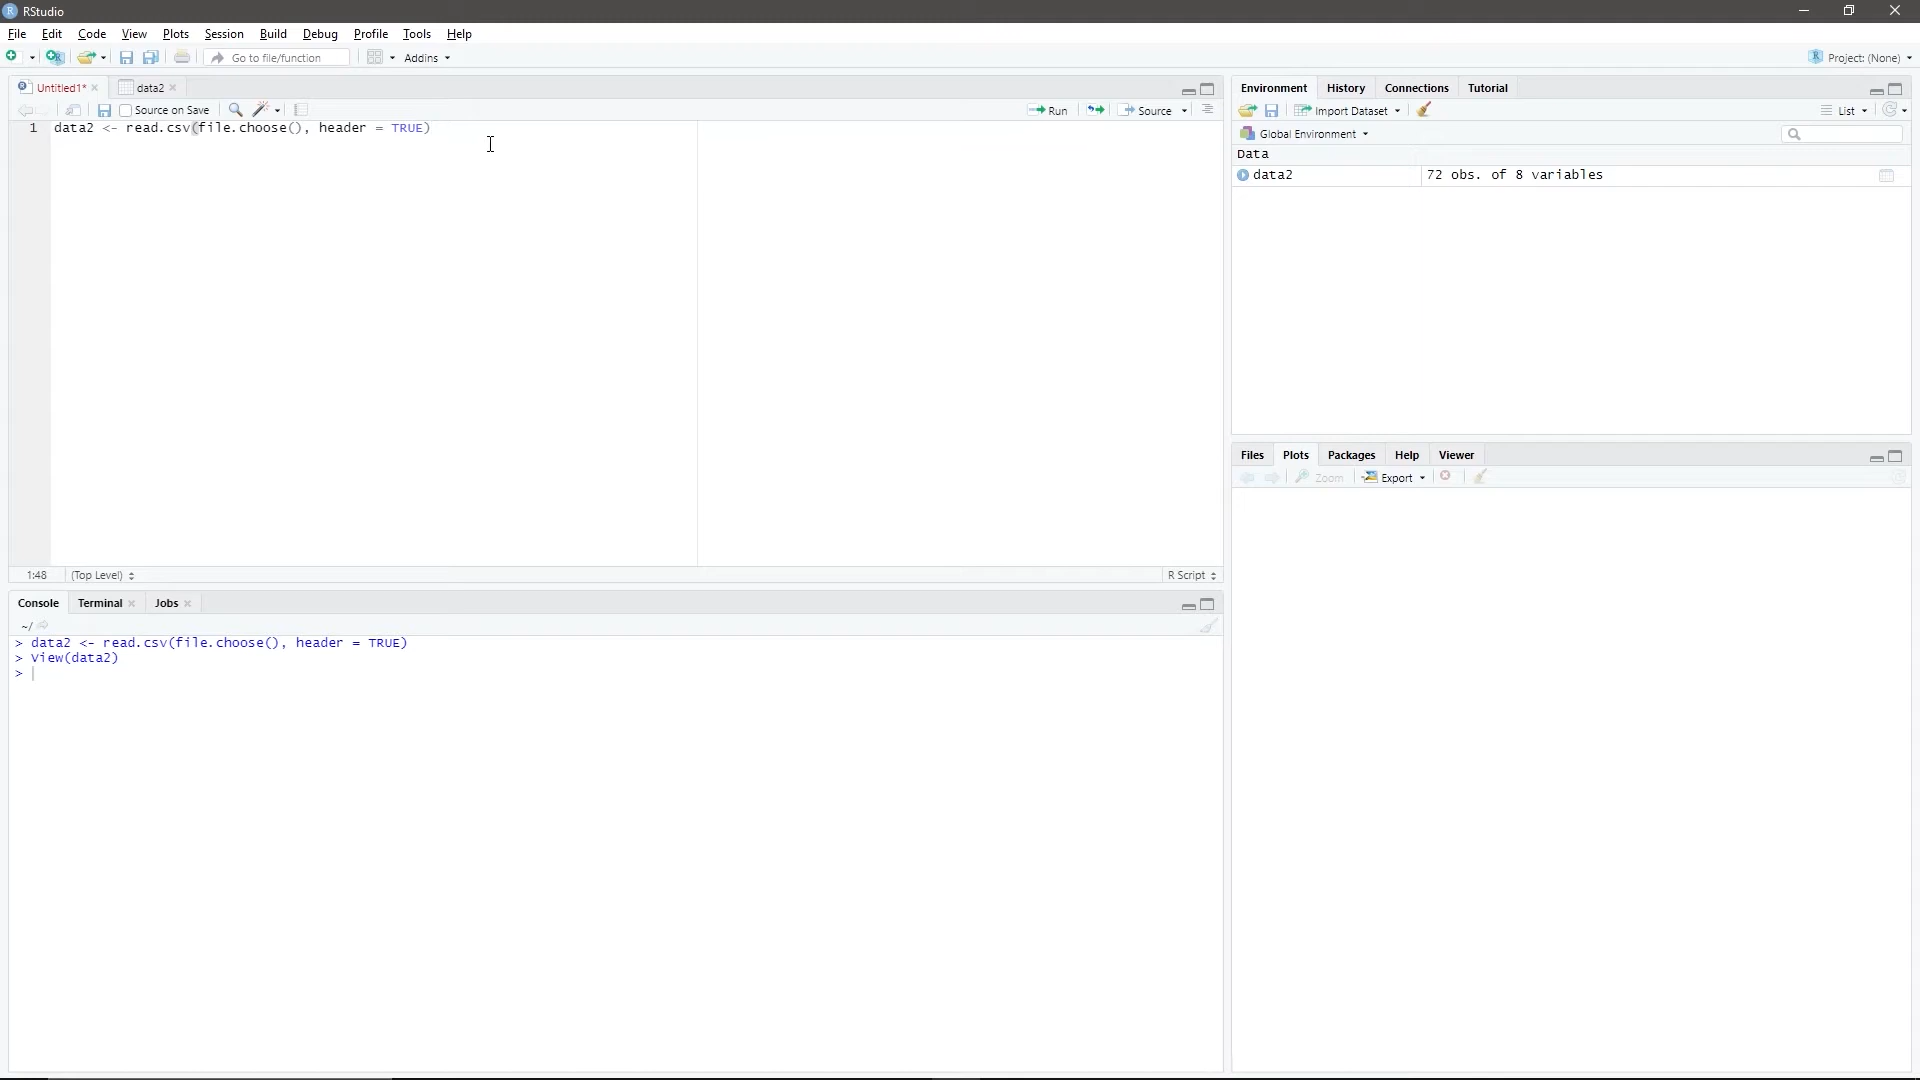 RStudio
File Edit Code View Plots Session Build Debug Profile Tools Help
Go to file/function Addins Project: (None)
Untitled1* data2
Source on Save Run Source
1 data2 <- read.csv(file.choose(), header = TRUE)
1:48 (Top Level) R Script
Console Terminal Jobs
~/
> data2 <- read.csv(file.choose(), header = TRUE)
> View(data2)
>
Environment History Connections Tutorial
Import Dataset List
Global Environment
Data
data2 72 obs. of 8 variables
Files Plots Packages Help Viewer
Zoom Export